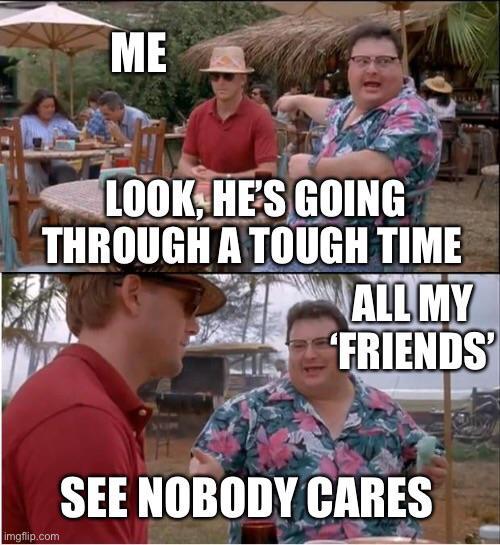 ME
LOOK, HE'S GOING
THROUGH A TOUGH TIME
ALL MY
‘FRIENDS’
SEE NOBODY CARES
imgflip.com